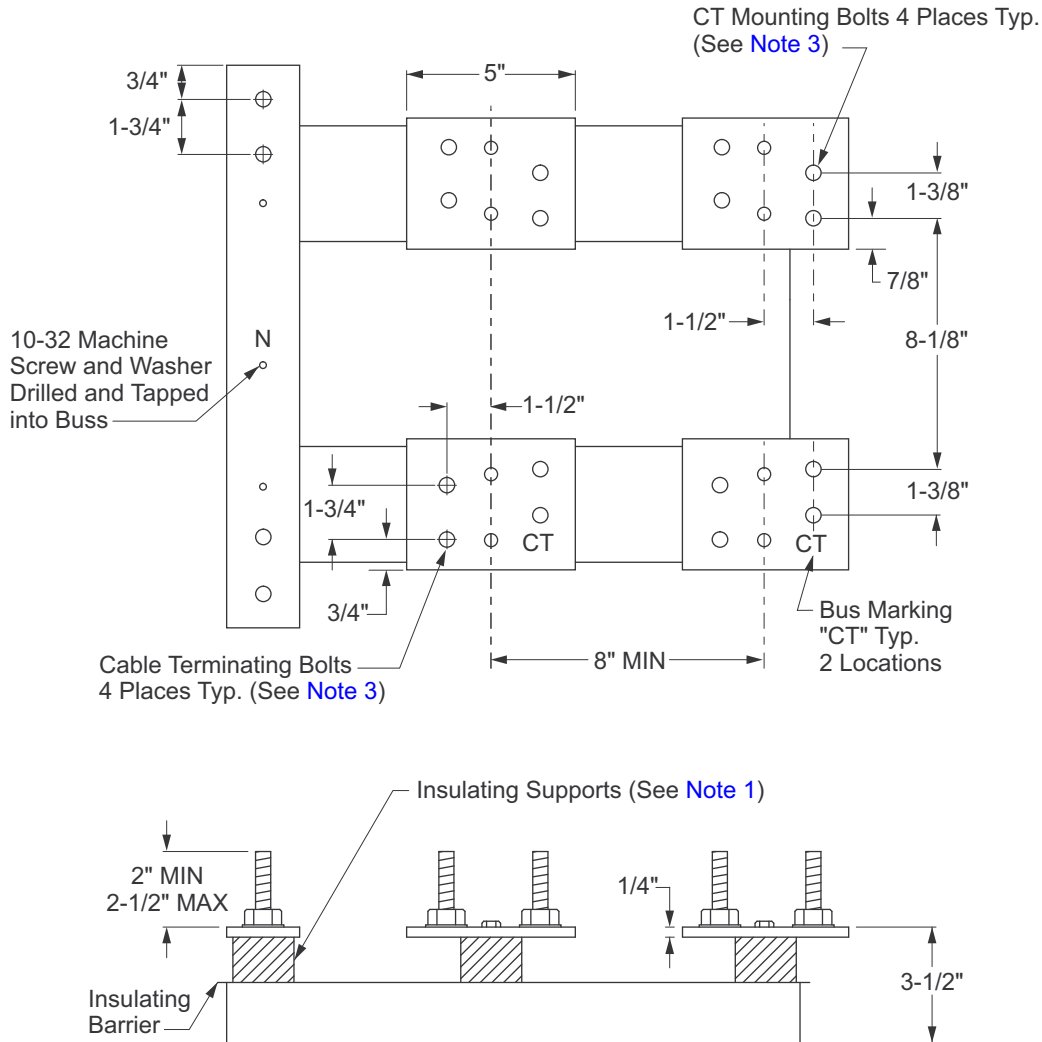 CT Mounting Bolts 4 Places Typ.
(See Note 3)
3/4"
5"
1-3/4"
1-3/8"
7/8"
10-32 Machine
Screw and Washer
Drilled and Tapped
into Buss
N
1-1/2"
8-1/8"
1-1/2"
1-3/4"
1-3/8"
CT
CT
3/4"
Bus Marking
"CT" Typ.
2 Locations
Cable Terminating Bolts
4 Places Typ. (See Note 3)
8" MIN
Insulating Supports (See Note 1)
2" MIN
2-1/2" MAX
1/4"
3-1/2"
Insulating
Barrier